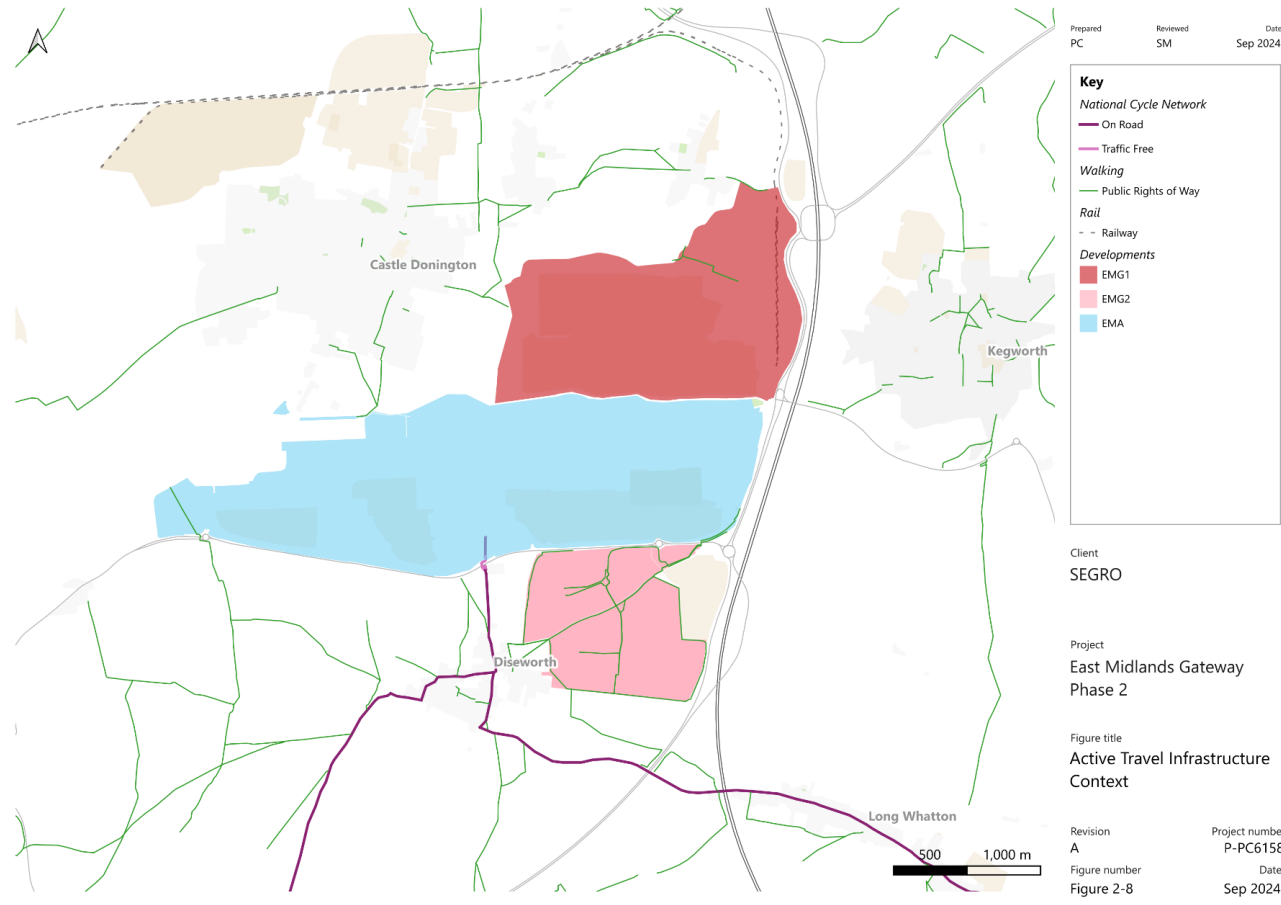 Prepared Reviewed Date
PC SM Sep 2024
Key
National Cycle Network
On Road
Traffic Free
Walking
Public Rights of Way
Rail
Railway
Developments
EMG1
EMG2
EMA
Castle Donington
Kegworth
Diseworth
Long Whatton
500 1,000 m
Client
SEGRO
Project
East Midlands Gateway
Phase 2
Figure title
Active Travel Infrastructure
Context
Revision Project numbe
A P-PC6158
Figure number Date
Figure 2-8 Sep 2024